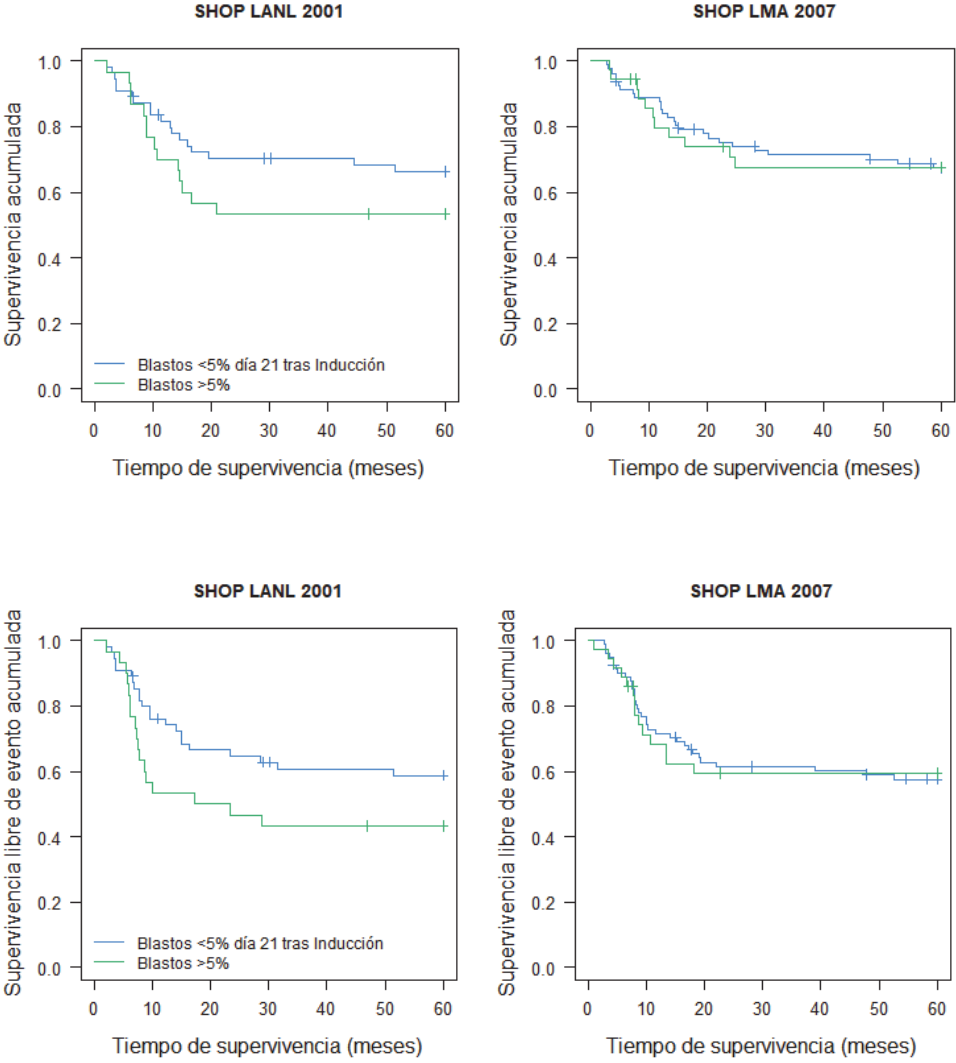 SHOP LANL 2001
SHOP LMA 2007
Supervivencia acumulada
1.0
0.8
0.6
0.4
0.2
0.0
Blastos <5% día 21 tras Inducción
Blastos >5%
0 10 20 30 40 50 60
Tiempo de supervivencia (meses)
Supervivencia acumulada
1.0
0.8
0.6
0.4
0.2
0.0
0 10 20 30 40 50 60
Tiempo de supervivencia (meses)
SHOP LANL 2001
SHOP LMA 2007
Supervivencia libre de evento acumulada
1.0
0.8
0.6
0.4
0.2
0.0
Blastos <5% día 21 tras Inducción
Blastos >5%
0 10 20 30 40 50 60
Tiempo de supervivencia (meses)
Supervivencia libre de evento acumulada
1.0
0.8
0.6
0.4
0.2
0.0
0 10 20 30 40 50 60
Tiempo de supervivencia (meses)